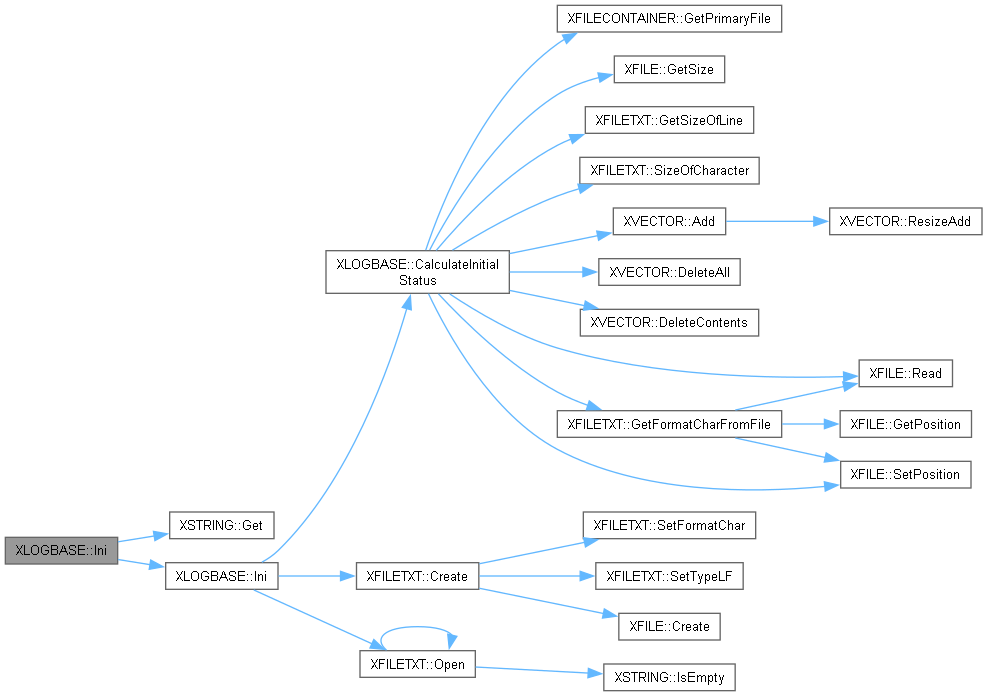 XFILECONTAINER::GetPrimaryFile
XFILE::GetSize
XFILETXT::GetSizeOfLine
XFILETXT::SizeOfCharacter
XVECTOR::Add
XVECTOR::ResizeAdd
XLOGBASE::CalculateInitial
Status
XVECTOR::DeleteAll
XVECTOR::DeleteContents
XFILE::Read
XFILETXT::GetFormatCharFromFile
XFILE::GetPosition
XFILE::SetPosition
XSTRING::Get
XFILETXT::SetFormatChar
XLOGBASE::Ini
XLOGBASE::Ini
XFILETXT::Create
XFILETXT::SetTypeLF
XFILE::Create
XFILETXT::Open
XSTRING::IsEmpty